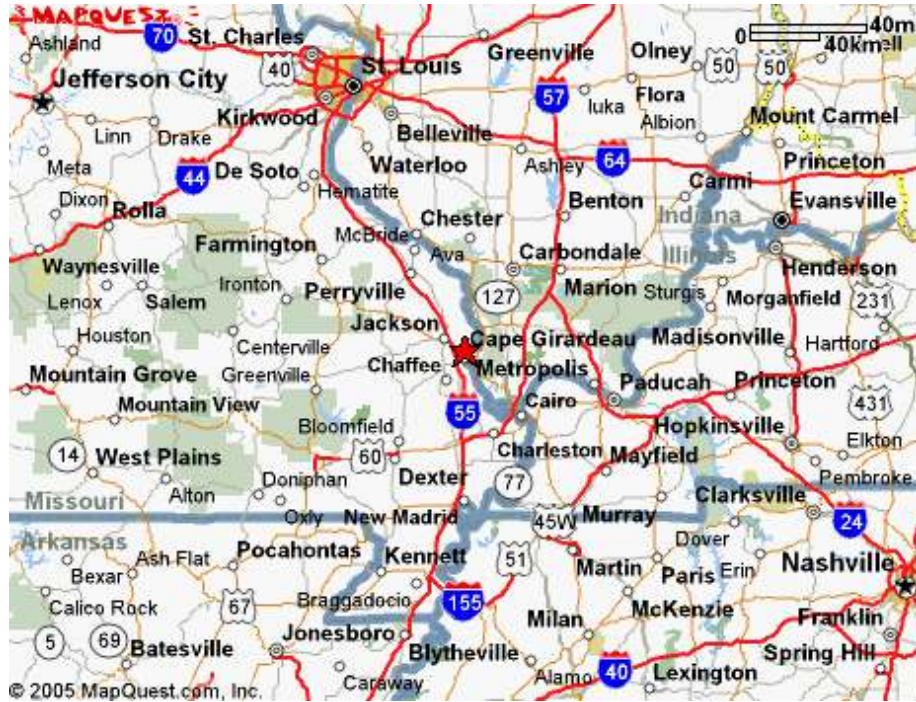 MAPQUEST
70
St. Charles
Greenville
Olney
40m
0
40km
ell
Ashland
40
St. Louis
50
50
Jefferson City
57
Iuka
Flora
Kirkwood
Belleville
Albion
Mount Carmel
Linn
Drake
Waterloo
Ashley
64
Princeton
Meta
44
De Soto
Hematite
Carmi
Evansville
Dixon
Rolla
Chester
Benton
Indiana
Farmington
McBride
Ava
Carbondale
Illinois
Henderson
Waynesville
Ironton
Perryville
127
Marion
Sturgis
Morganfield
231
Lenox
Salem
Jackson
Cape Girardeau
Madisonville
Hartford
Houston
Centerville
Chaffee
Metropolis
Paducah
Princeton
Mountain Grove
Greenville
55
Cairo
431
Mountain View
Bloomfield
Hopkinsville
14
60
Charleston
Elkton
West Plains
Doniphan
Dexter
77
Mayfield
Pembroke
Alton
Clarksville
Missouri
Oxly
New Madrid
45W
Murray
24
Arkansas
Ash Flat
Pocahontas
Kennett
51
Dover
Nashville
Bexar
Martin
Paris
Erin
Calico Rock
67
Braggadocio
155
Milan
McKenzie
Franklin
5
69
Batesville
Jonesboro
Blytheville
Spring Hill
Caraway
Alamo
40
Lexington
© 2005 MapQuest.com, Inc.